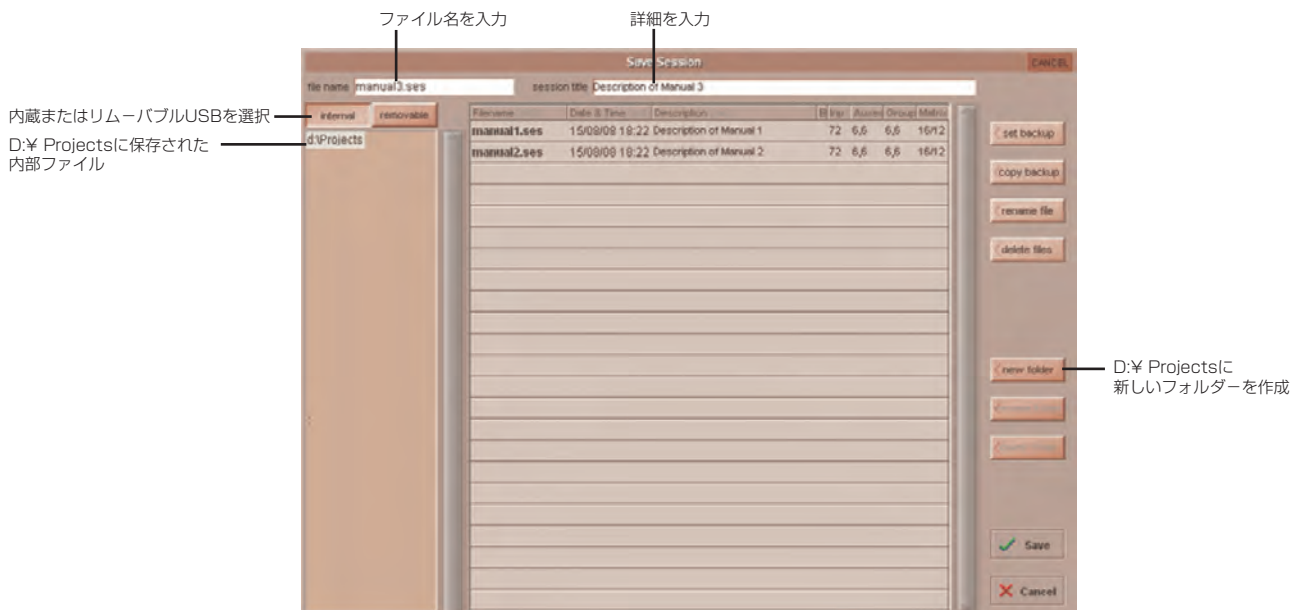 ファイル名を入力
詳細を入力
Save Session
CANCEL
file name manual3.ses
session title Description of Manual 3
内蔵またはリムーバブルUSBを選択
internal
removable
D:¥ Projectsに保存された
内部ファイル
d:\Projects
Filename Date & Time Description B Inp Auxes Group Matrix
manual1.ses 15/08/08 18:22 Description of Manual 1 72 6,6 6,6 16/12
manual2.ses 15/08/08 18:22 Description of Manual 2 72 6,6 6,6 16/12
set backup
copy backup
rename file
delete files
new folder
D:¥ Projectsに
新しいフォルダーを作成
Save
Cancel